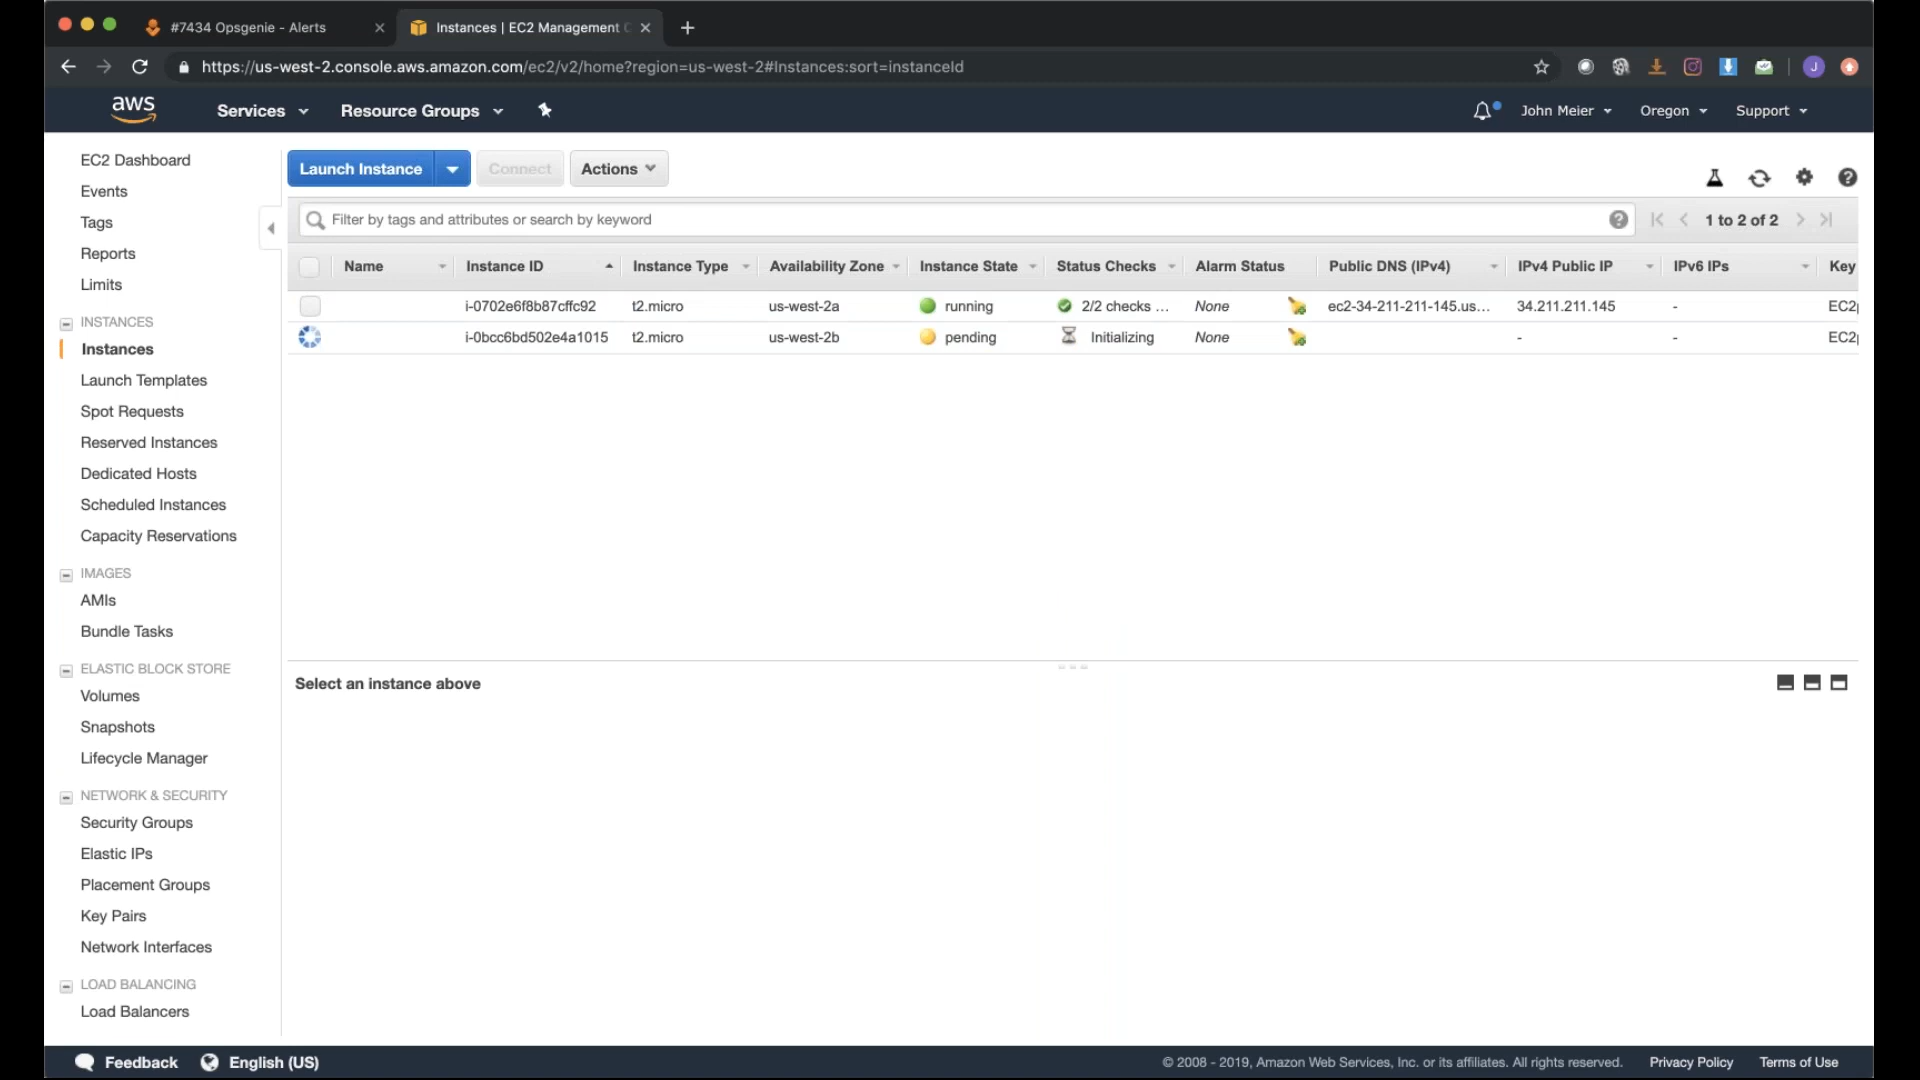 #7434 Opsgenie - Alerts
Instances | EC2 Management C
https://us-west-2.console.aws.amazon.com/ec2/v2/home?region=us-west-2#Instances:sort=instanceId
J
aws
Services
Resource Groups
John Meier
Oregon
Support
EC2 Dashboard
Events
Tags
Reports
Limits
INSTANCES
Instances
Launch Templates
Spot Requests
Reserved Instances
Dedicated Hosts
Scheduled Instances
Capacity Reservations
IMAGES
AMIs
Bundle Tasks
ELASTIC BLOCK STORE
Volumes
Snapshots
Lifecycle Manager
NETWORK & SECURITY
Security Groups
Elastic IPs
Placement Groups
Key Pairs
Network Interfaces
LOAD BALANCING
Load Balancers
Launch Instance
Connect
Actions
Filter by tags and attributes or search by keyword
1 to 2 of 2
Name Instance ID Instance Type Availability Zone Instance State Status Checks Alarm Status Public DNS (IPv4) IPv4 Public IP IPv6 IPs Key
i-0702e6f8b87cffc92 t2.micro us-west-2a running 2/2 checks ... None ec2-34-211-211-145.us... 34.211.211.145 - EC2p
i-0bcc6bd502e4a1015 t2.micro us-west-2b pending Initializing None - - EC2p
Select an instance above
Feedback
English (US)
© 2008 - 2019, Amazon Web Services, Inc. or its affiliates. All rights reserved.
Privacy Policy
Terms of Use